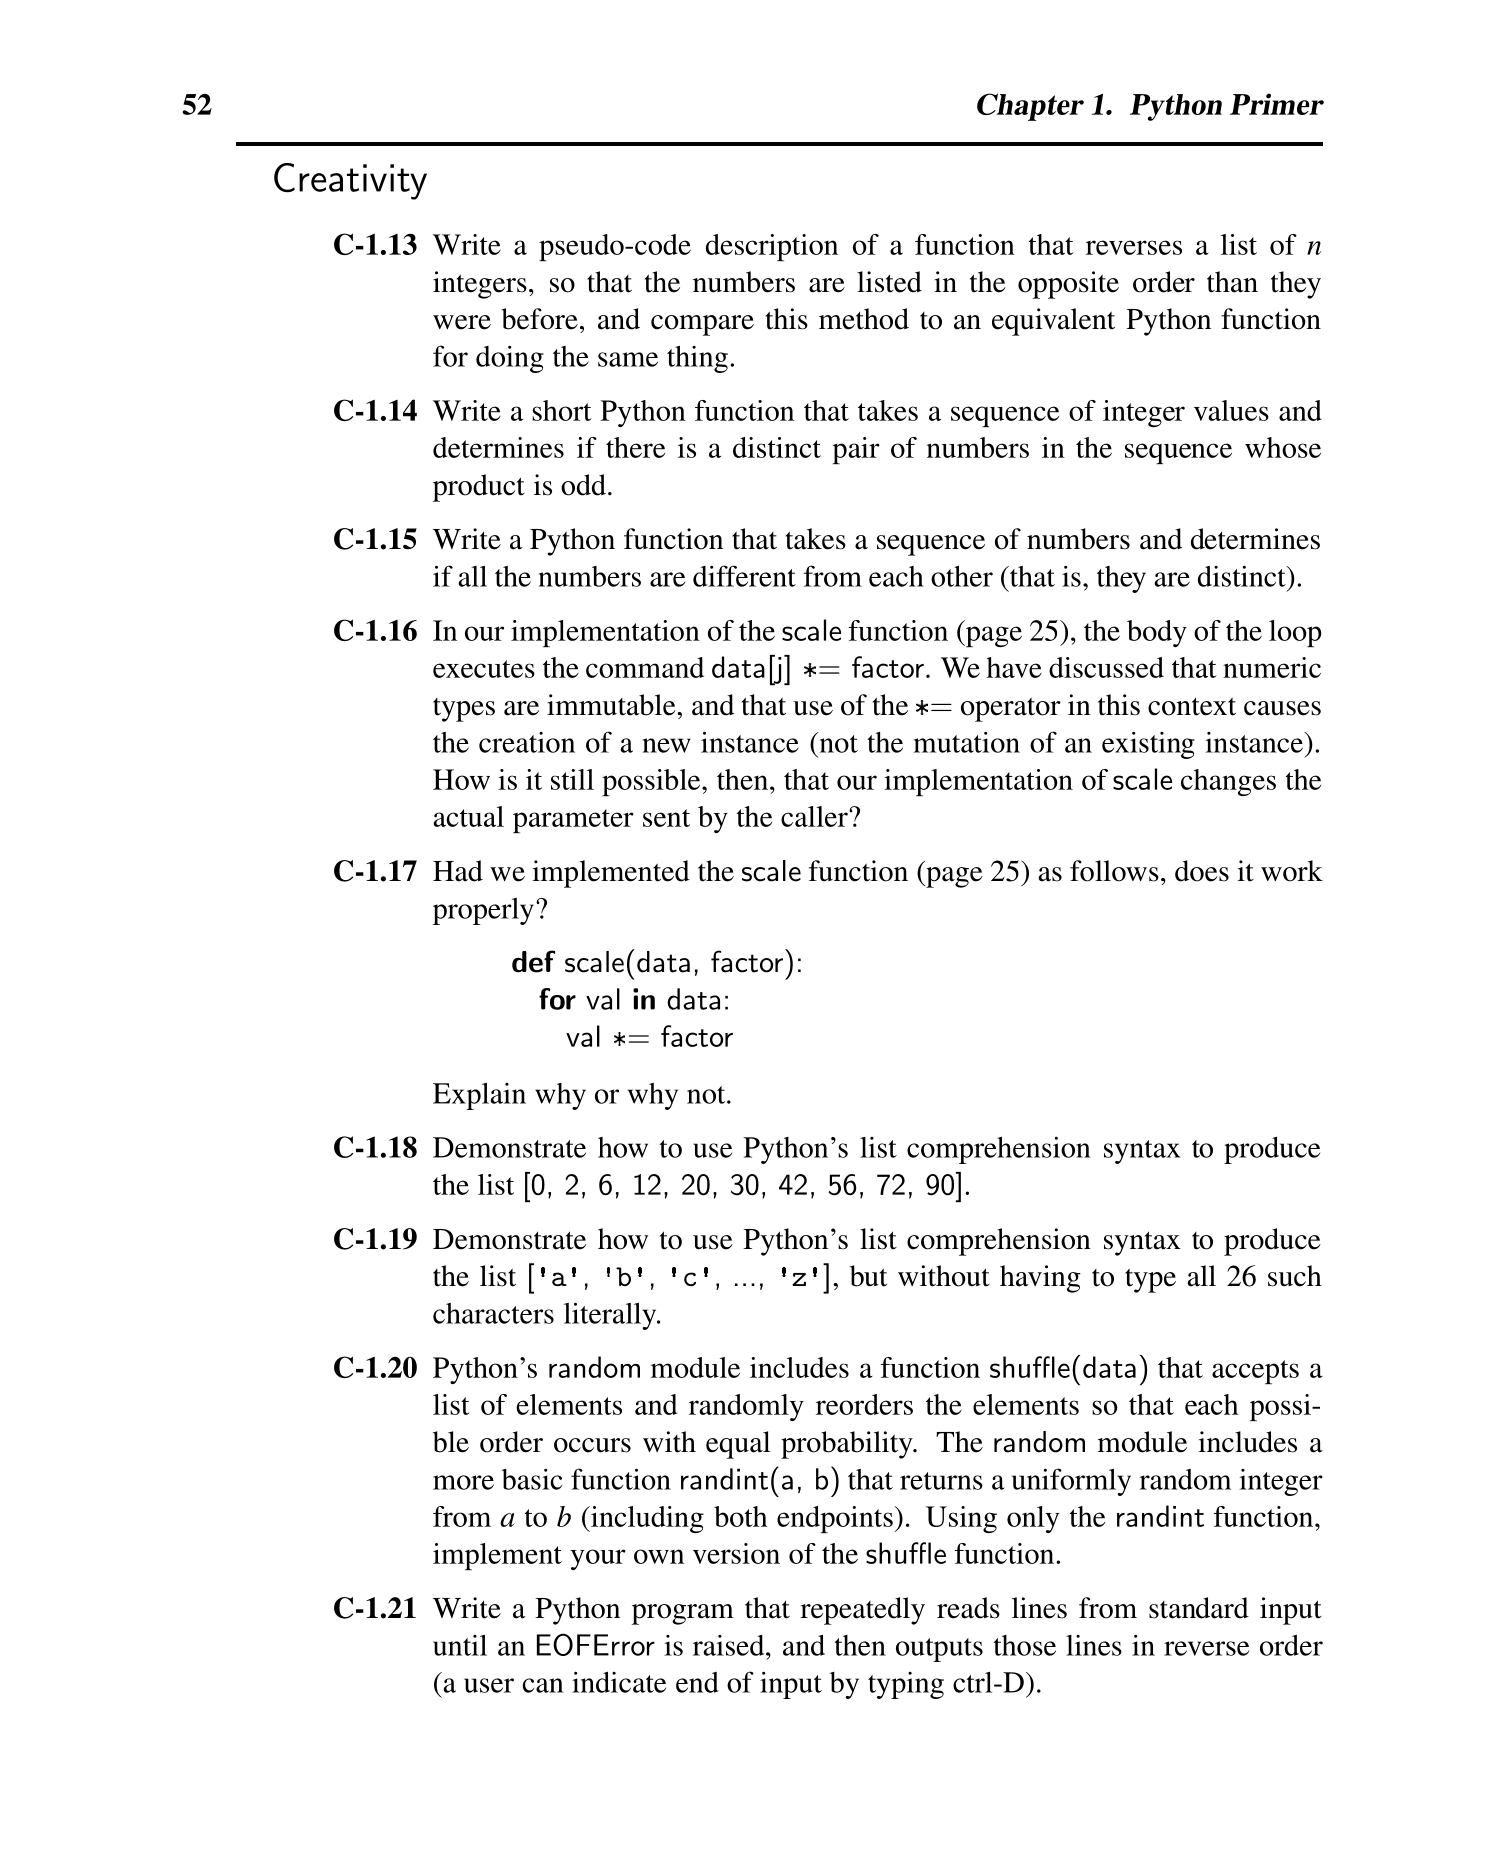 52
Chapter 1. Python Primer
Creativity
C-1.13 Write a pseudo-code description of a function that reverses a list of n
integers, so that the numbers are listed in the opposite order than they
were before, and compare this method to an equivalent Python function
for doing the same thing.
C-1.14 Write a short Python function that takes a sequence of integer values and
determines if there is a distinct pair of numbers in the sequence whose
product is odd.
C-1.15 Write a Python function that takes a sequence of numbers and determines
if all the numbers are different from each other (that is, they are distinct).
C-1.16 In our implementation of the scale function (page 25), the body of the loop
executes the command data[j] *= factor. We have discussed that numeric
types are immutable, and that use of the *= operator in this context causes
the creation of a new instance (not the mutation of an existing instance).
How is it still possible, then, that our implementation of scale changes the
actual parameter sent by the caller?
C-1.17 Had we implemented the scale function (page 25) as follows, does it work
properly?
def scale(data, factor):
for val in data:
val *= factor
Explain why or why not.
C-1.18 Demonstrate how to use Python's list comprehension syntax to produce
the list [0, 2, 6, 12, 20, 30, 42, 56, 72, 90].
C-1.19 Demonstrate how to use Python's list comprehension syntax to produce
the list ['a', 'b', 'c', ..., 'z'], but without having to type all 26 such
characters literally.
C-1.20 Python's random module includes a function shuffle(data) that accepts a
list of elements and randomly reorders the elements so that each possi-
ble order occurs with equal probability. The random module includes a
more basic function randint(a, b) that returns a uniformly random integer
from a to b (including both endpoints). Using only the randint function,
implement your own version of the shuffle function.
C-1.21 Write a Python program that repeatedly reads lines from standard input
until an EOFError is raised, and then outputs those lines in reverse order
(a user can indicate end of input by typing ctrl-D).